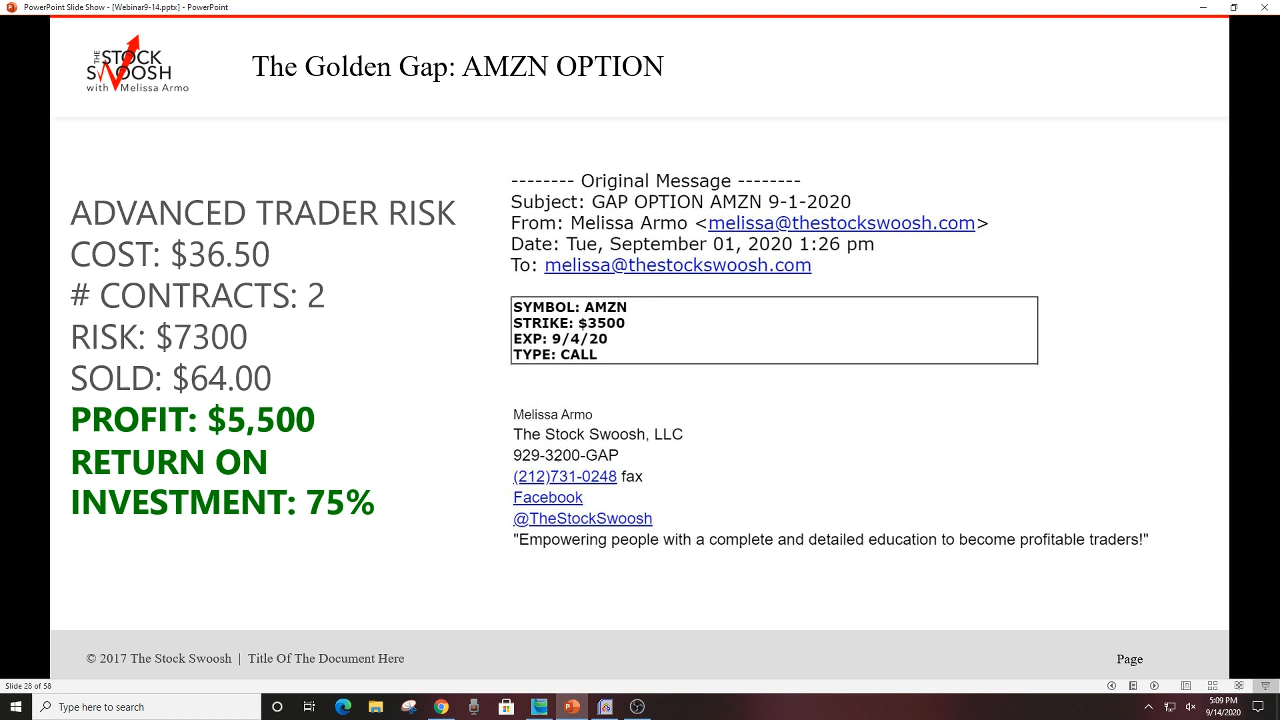 PowerPoint Slide Show - [Webinar9-14.pptx] - PowerPoint
THE STOCK SWOOSH
with Melissa Armo
The Golden Gap: AMZN OPTION
ADVANCED TRADER RISK
COST: $36.50
# CONTRACTS: 2
RISK: $7300
SOLD: $64.00
PROFIT: $5,500
RETURN ON
INVESTMENT: 75%
-------- Original Message --------
Subject: GAP OPTION AMZN 9-1-2020
From: Melissa Armo <melissa@thestockswoosh.com>
Date: Tue, September 01, 2020 1:26 pm
To: melissa@thestockswoosh.com
SYMBOL: AMZN
STRIKE: $3500
EXP: 9/4/20
TYPE: CALL
Melissa Armo
The Stock Swoosh, LLC
929-3200-GAP
(212)731-0248 fax
Facebook
@TheStockSwoosh
"Empowering people with a complete and detailed education to become profitable traders!"
© 2017 The Stock Swoosh | Title Of The Document Here
Page
Slide 28 of 58
Type here to search
5:09 PM
9/14/2020